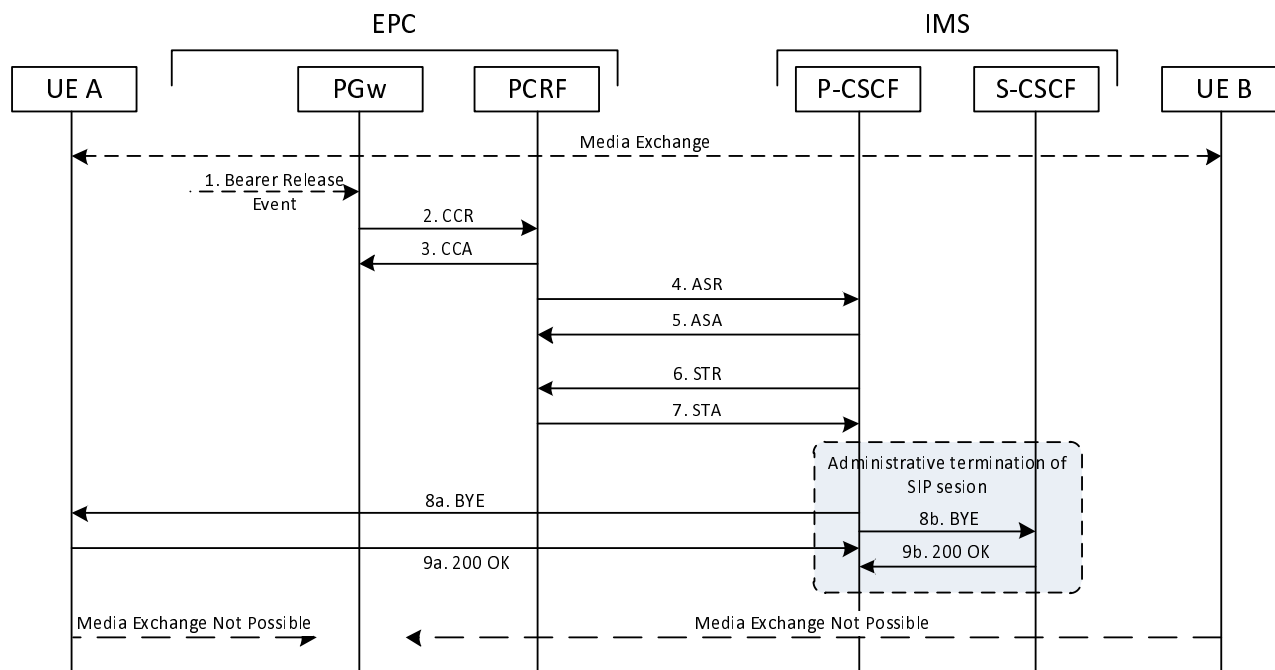 EPC
IMS
UE A
PGw
PCRF
P-CSCF
S-CSCF
UE B
Media Exchange
1. Bearer Release
Event
2. CCR
3. CCA
4. ASR
5. ASA
6. STR
7. STA
Administrative termination of
SIP sesion
8a. BYE
8b. BYE
9a. 200 OK
9b. 200 OK
Media Exchange Not Possible
Media Exchange Not Possible